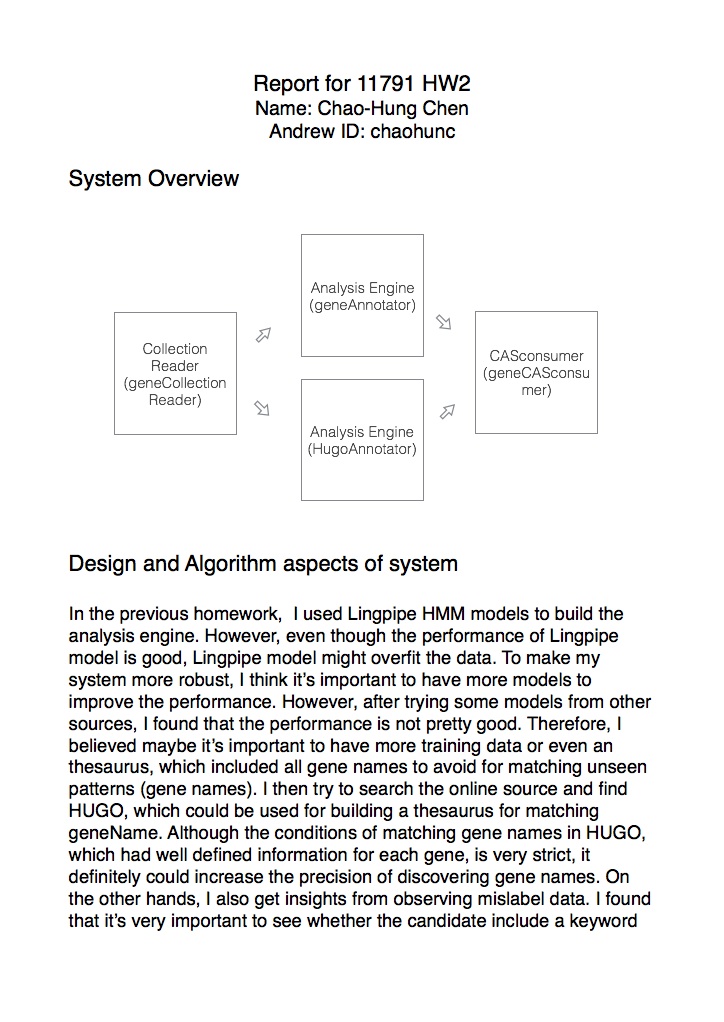 Report for 11791 HW2
Name: Chao-Hung Chen
Andrew ID: chaohunc
System Overview
Collection
Reader
(geneCollection
Reader)
Analysis Engine
(geneAnnotator)
Analysis Engine
(HugoAnnotator)
CASconsumer
(geneCASconsu
mer)
Design and Algorithm aspects of system
In the previous homework,  I used Lingpipe HMM models to build the
analysis engine. However, even though the performance of Lingpipe
model is good, Lingpipe model might overfit the data. To make my
system more robust, I think it’s important to have more models to
improve the performance. However, after trying some models from other
sources, I found that the performance is not pretty good. Therefore, I
believed maybe it’s important to have more training data or even an
thesaurus, which included all gene names to avoid for matching unseen
patterns (gene names). I then try to search the online source and find
HUGO, which could be used for building a thesaurus for matching
geneName. Although the conditions of matching gene names in HUGO,
which had well defined information for each gene, is very strict, it
definitely could increase the precision of discovering gene names. On
the other hands, I also get insights from observing mislabel data. I found
that it’s very important to see whether the candidate include a keyword